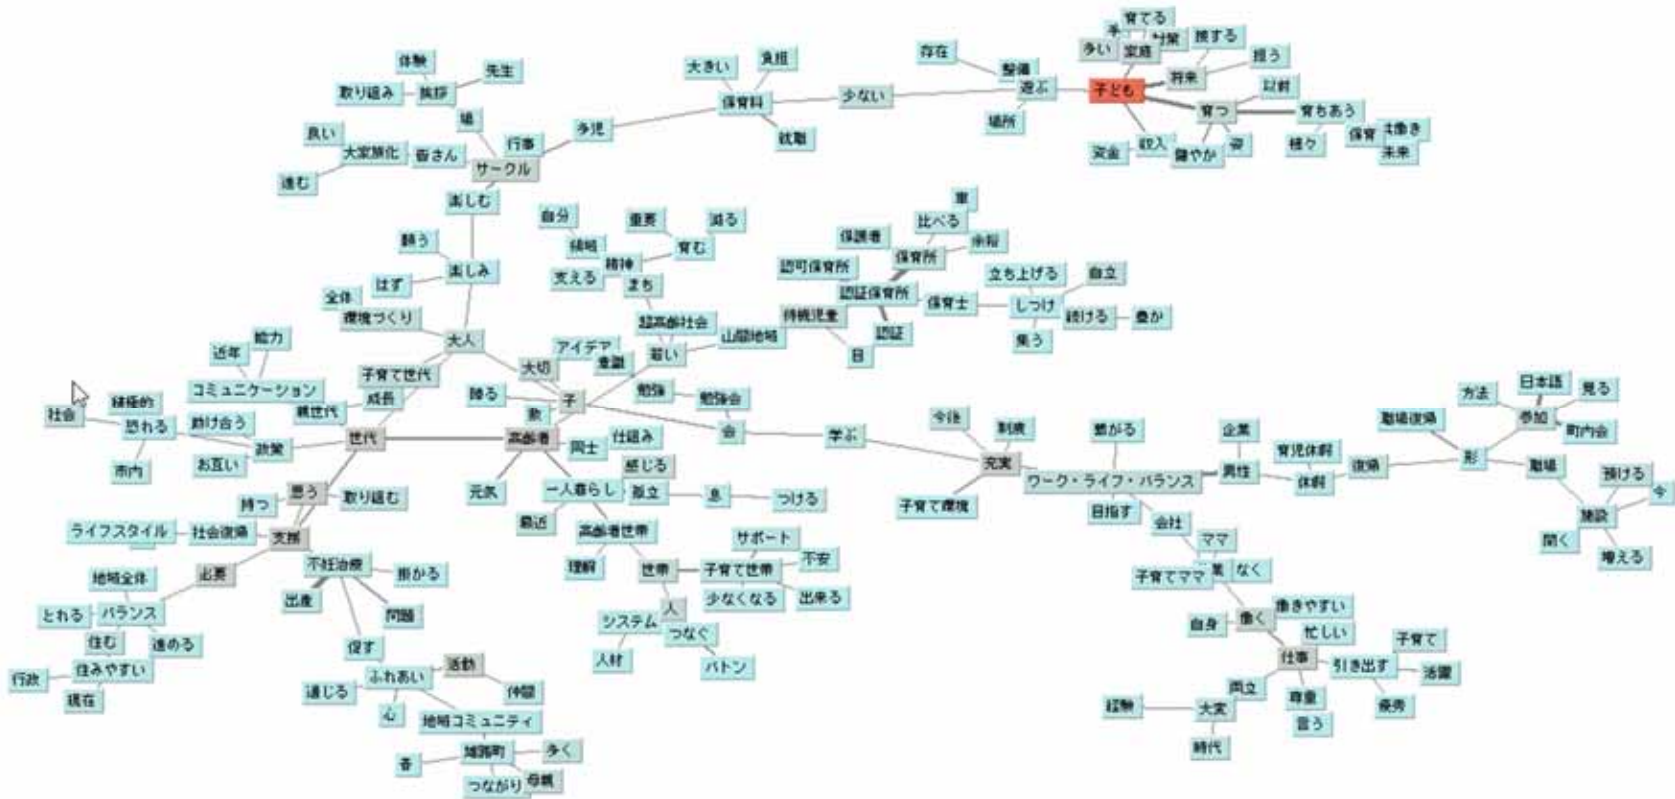 育てる
多い
家庭
対策
接する
担う
将来
子ども
以前
育つ
育ちあう
保育
共働き
未来
様々
姿
健やか
収入
資金
存在
整備
遊ぶ
場所
少ない
大きい
負担
保育料
就職
多児
体験
先生
取り組み
挨拶
場
良い
大家族化
皆さん
行事
サークル
進む
楽しむ
願う
はず
楽しみ
全体
環境づくり
大人
自分
領域
支える
精神
重要
減る
育む
まち
超高齢社会
若い
山間地域
待機児童
目
認可保育所
保護者
認証保育所
認証
保育所
比べる
車
余裕
保育士
立ち上げる
自立
しつけ
続ける
豊か
集う
能力
近年
コミュニケーション
子育て世代
成長
親世代
アイデア
大切
意識
子
勉強
勉強会
会
学ぶ
社会
積極的
恐れる
市内
助け合う
お互い
政策
世代
高齢者
元気
同士
仕組み
感じる
一人暮らし
孤立
息
つける
最近
高齢者世帯
理解
世帯
子育て世帯
サポート
不安
少なくなる
出来る
人
システム
人材
つなぐ
バトン
思う
持つ
取り組む
支援
社会復帰
ライフスタイル
必要
不妊治療
出産
掛かる
問題
促す
地域全体
とれる
バランス
住む
進める
行政
住みやすい
現在
ふれあい
活動
仲間
通じる
心
地域コミュニティ
姫路町
多く
香
つながり
母親
今後
制度
充実
子育て環境
繋がる
ワーク・ライフ・バランス
目指す
企業
男性
育児休暇
休暇
復帰
職場復帰
形
方法
日本語
見る
参加
町内会
職場
預ける
今
施設
聞く
増える
会社
ママ
子育てママ
なく
働く
働きやすい
自身
忙しい
仕事
引き出す
子育て
活躍
優秀
両立
尊重
言う
経験
大変
時代